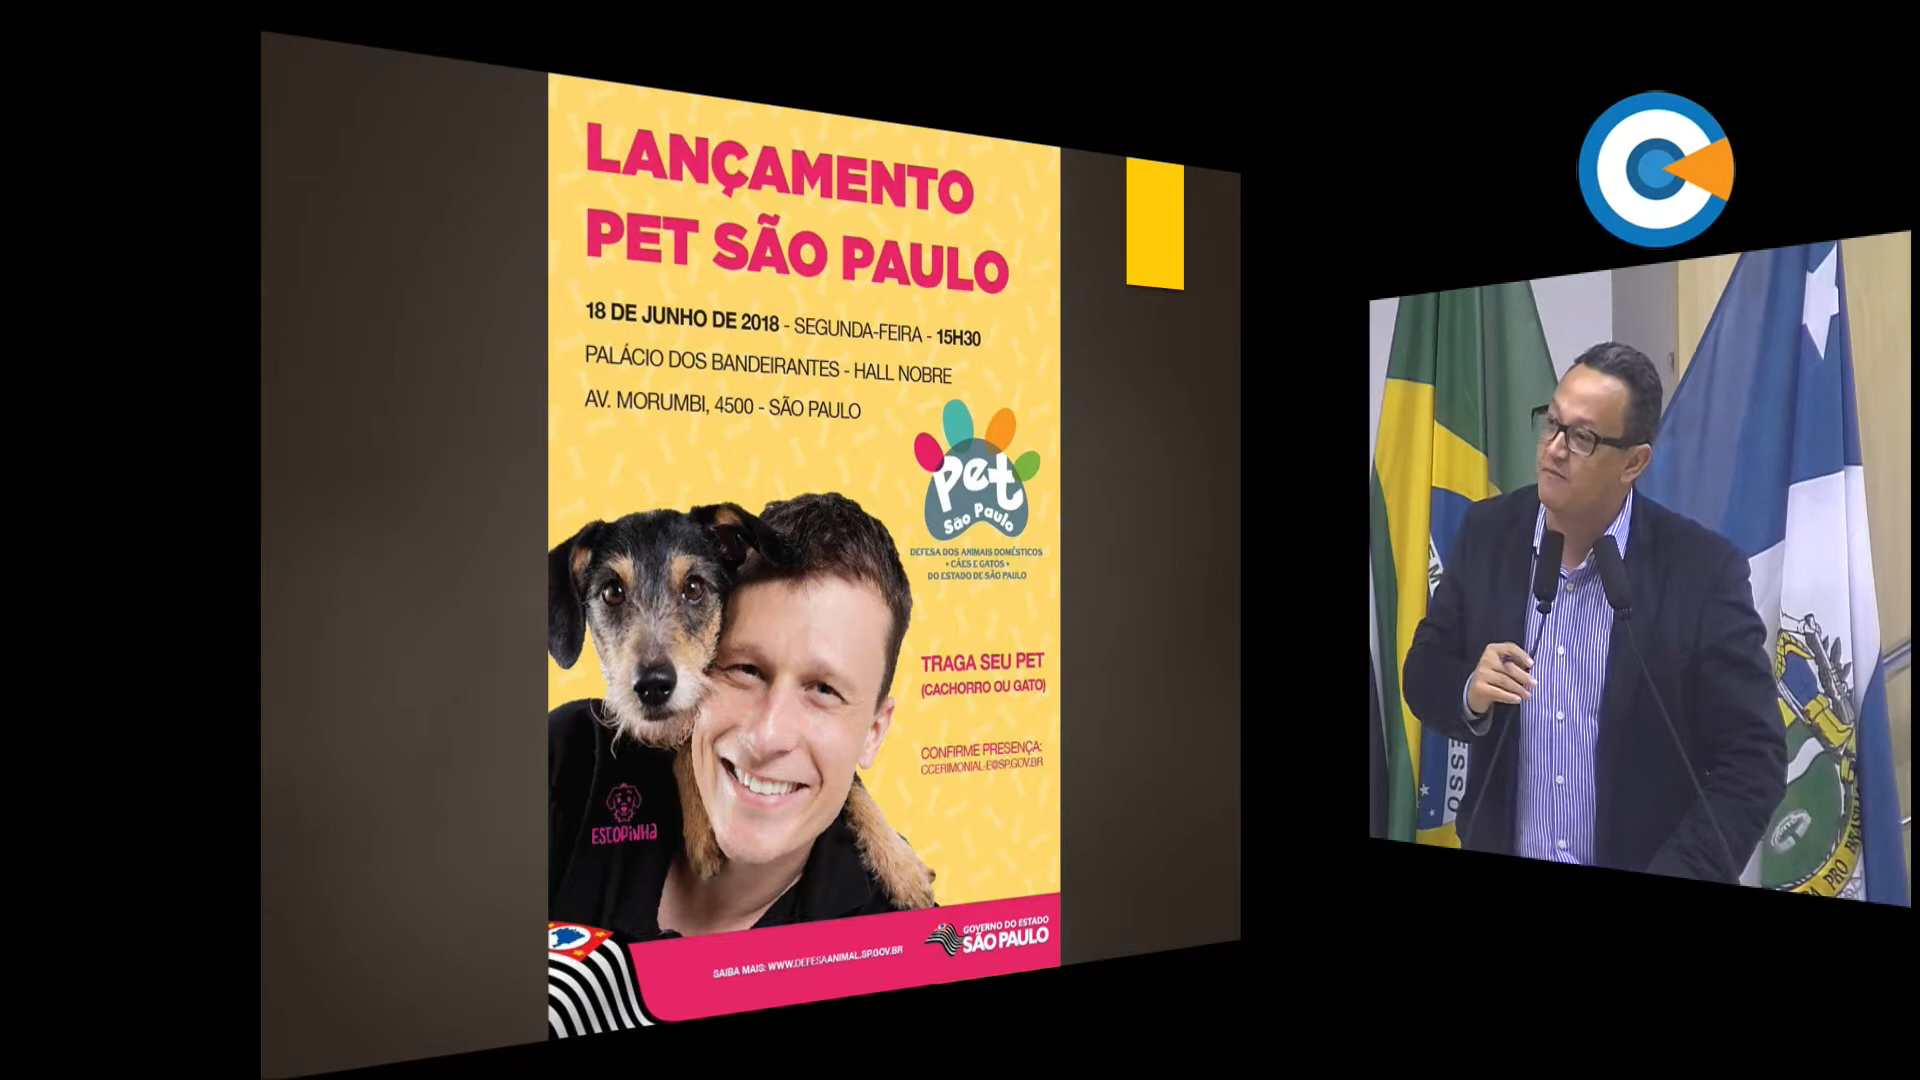 LANÇAMENTO
PET SÃO PAULO
18 DE JUNHO DE 2018 - SEGUNDA-FEIRA - 15H30
PALÁCIO DOS BANDEIRANTES - HALL NOBRE
AV. MORUMBI, 4500 - SÃO PAULO
Pet
São Paulo
DEFESA DOS ANIMAIS DOMÉSTICOS
• CÃES E GATOS •
DO ESTADO DE SÃO PAULO
TRAGA SEU PET
(CACHORRO OU GATO)
CONFIRME PRESENÇA:
CCERIMONIAL-E@SP.GOV.BR
ESTOPINHA
SAIBA MAIS: WWW.DEFESAANIMAL.SP.GOV.BR
GOVERNO DO ESTADO
SÃO PAULO
PRO